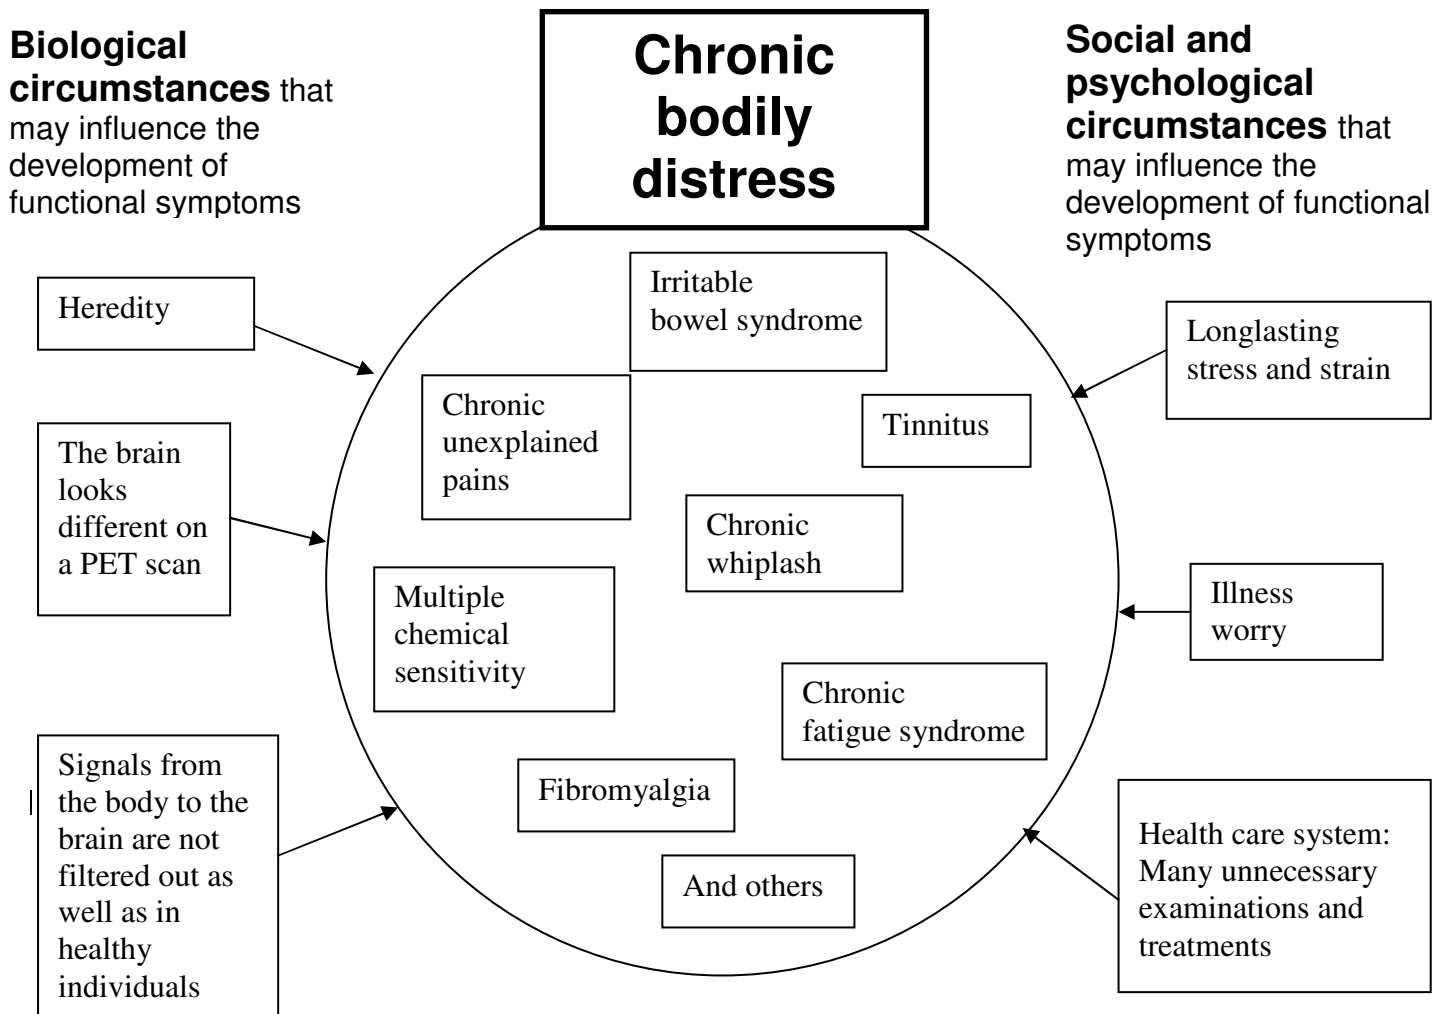 Biological
circumstances that
may influence the
development of
functional symptoms
Chronic
bodily
distress
Social and
psychological
circumstances that
may influence the
development of functional
symptoms
Heredity
The brain
looks
different on
a PET scan
Signals from
the body to the
brain are not
filtered out as
well as in
healthy
individuals
Irritable
bowel syndrome
Chronic
unexplained
pains
Tinnitus
Chronic
whiplash
Multiple
chemical
sensitivity
Chronic
fatigue syndrome
Fibromyalgia
And others
Longlasting
stress and strain
Illness
worry
Health care system:
Many unnecessary
examinations and
treatments